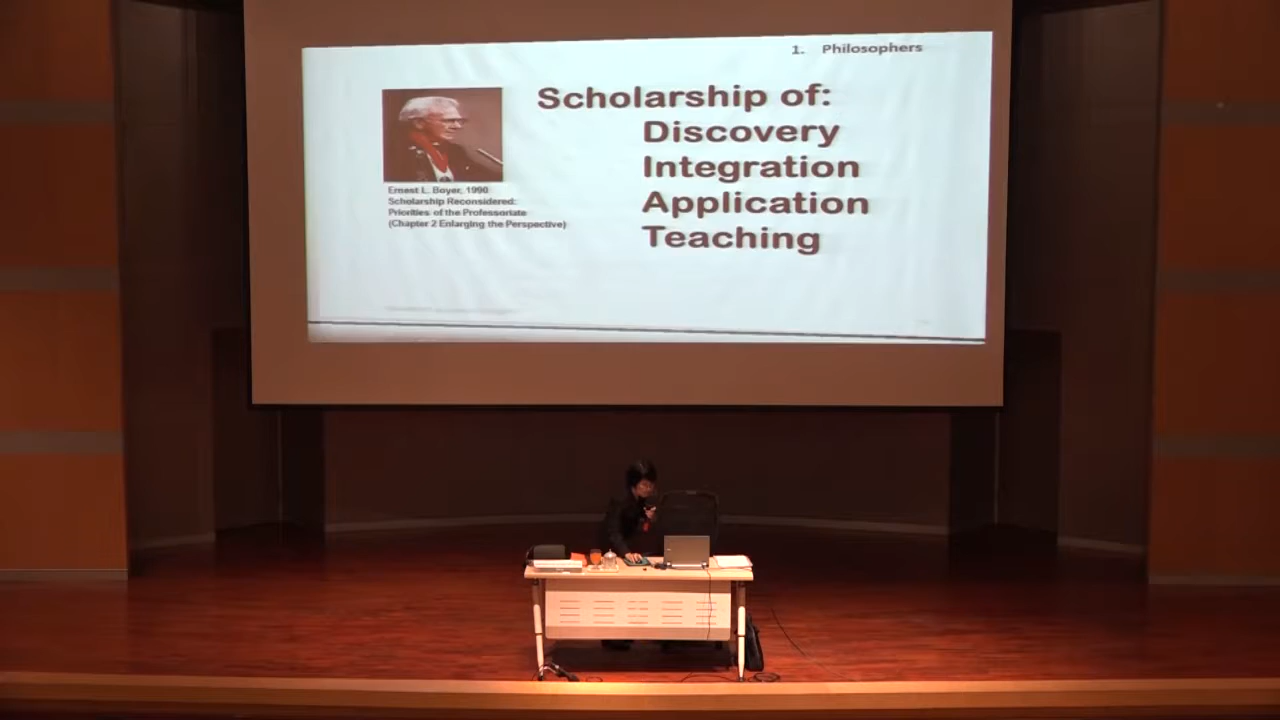 1. Philosophers
Scholarship of:
Discovery
Integration
Application
Teaching
Ernest L. Boyer, 1990
Scholarship Reconsidered:
Priorities of the Professoriate
(Chapter 2 Enlarging the Perspective)